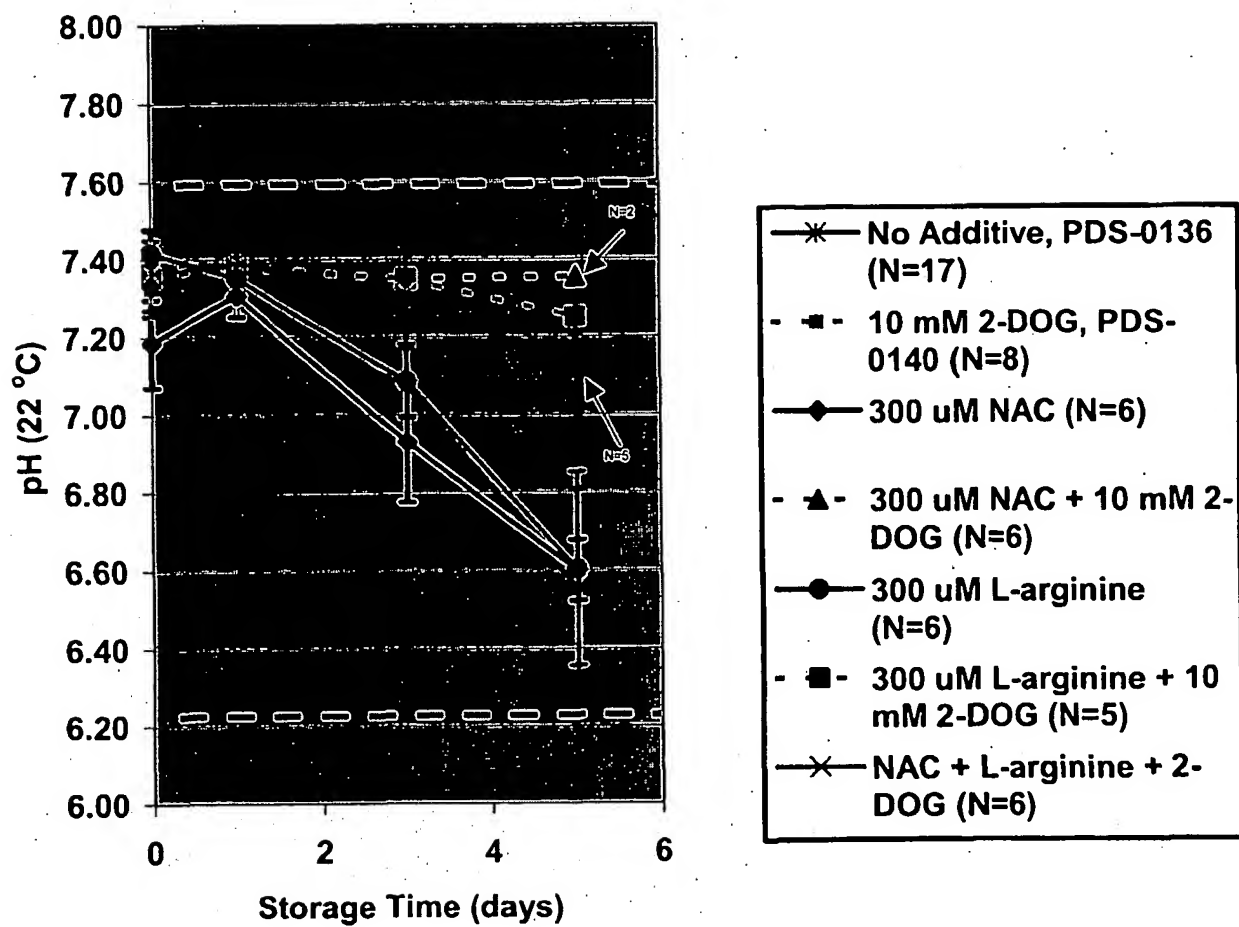 8.00
7.80
7.60
7.40
7.20
7.00
6.80
6.60
6.40
6.20
6.00
pH (22 °C)
0 2 4 6
Storage Time (days)
N=2
N=5
No Additive, PDS-0136
(N=17)
10 mM 2-DOG, PDS-
0140 (N=8)
300 uM NAC (N=6)
300 uM NAC + 10 mM 2-
DOG (N=6)
300 uM L-arginine
(N=6)
300 uM L-arginine + 10
mM 2-DOG (N=5)
NAC + L-arginine + 2-
DOG (N=6)